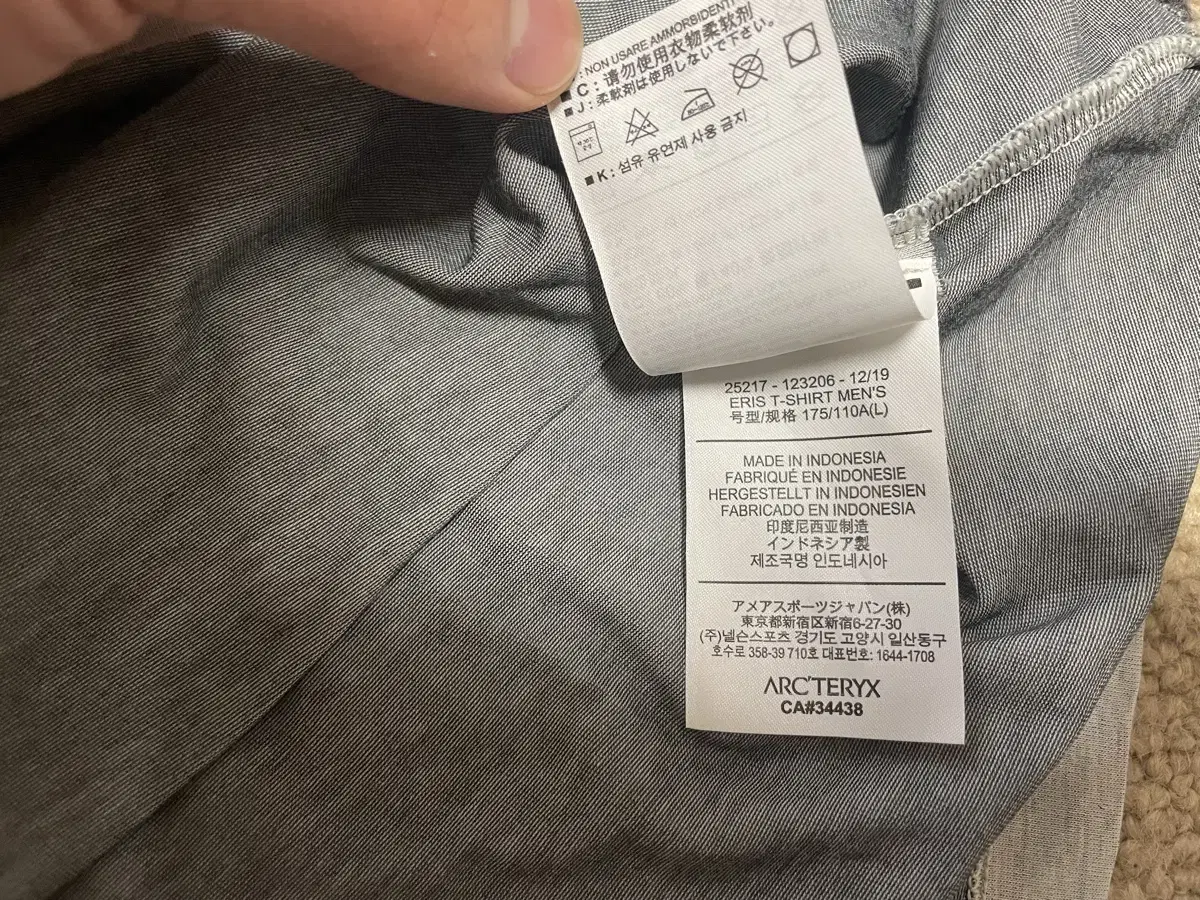 : NON USARE AMMORBIDENTI
■ C : 请勿使用衣物柔软剂
■ J : 柔軟剤は使用しないで下さい。
■ K : 섬유 유연제 사용 금지
25217 - 123206 - 12/19
ERIS T-SHIRT MEN'S
号型/规格 175/110A(L)
MADE IN INDONESIA
FABRIQUÉ EN INDONESIE
HERGESTELLT IN INDONESIEN
FABRICADO EN INDONESIA
印度尼西亚制造
インドネシア製
제조국명 인도네시아
アメアスポーツジャパン(株)
東京都新宿区新宿6-27-30
(주)넬슨스포츠 경기도 고양시 일산동구
호수로 358-39 710호 대표번호: 1644-1708
ARC'TERYX
CA#34438